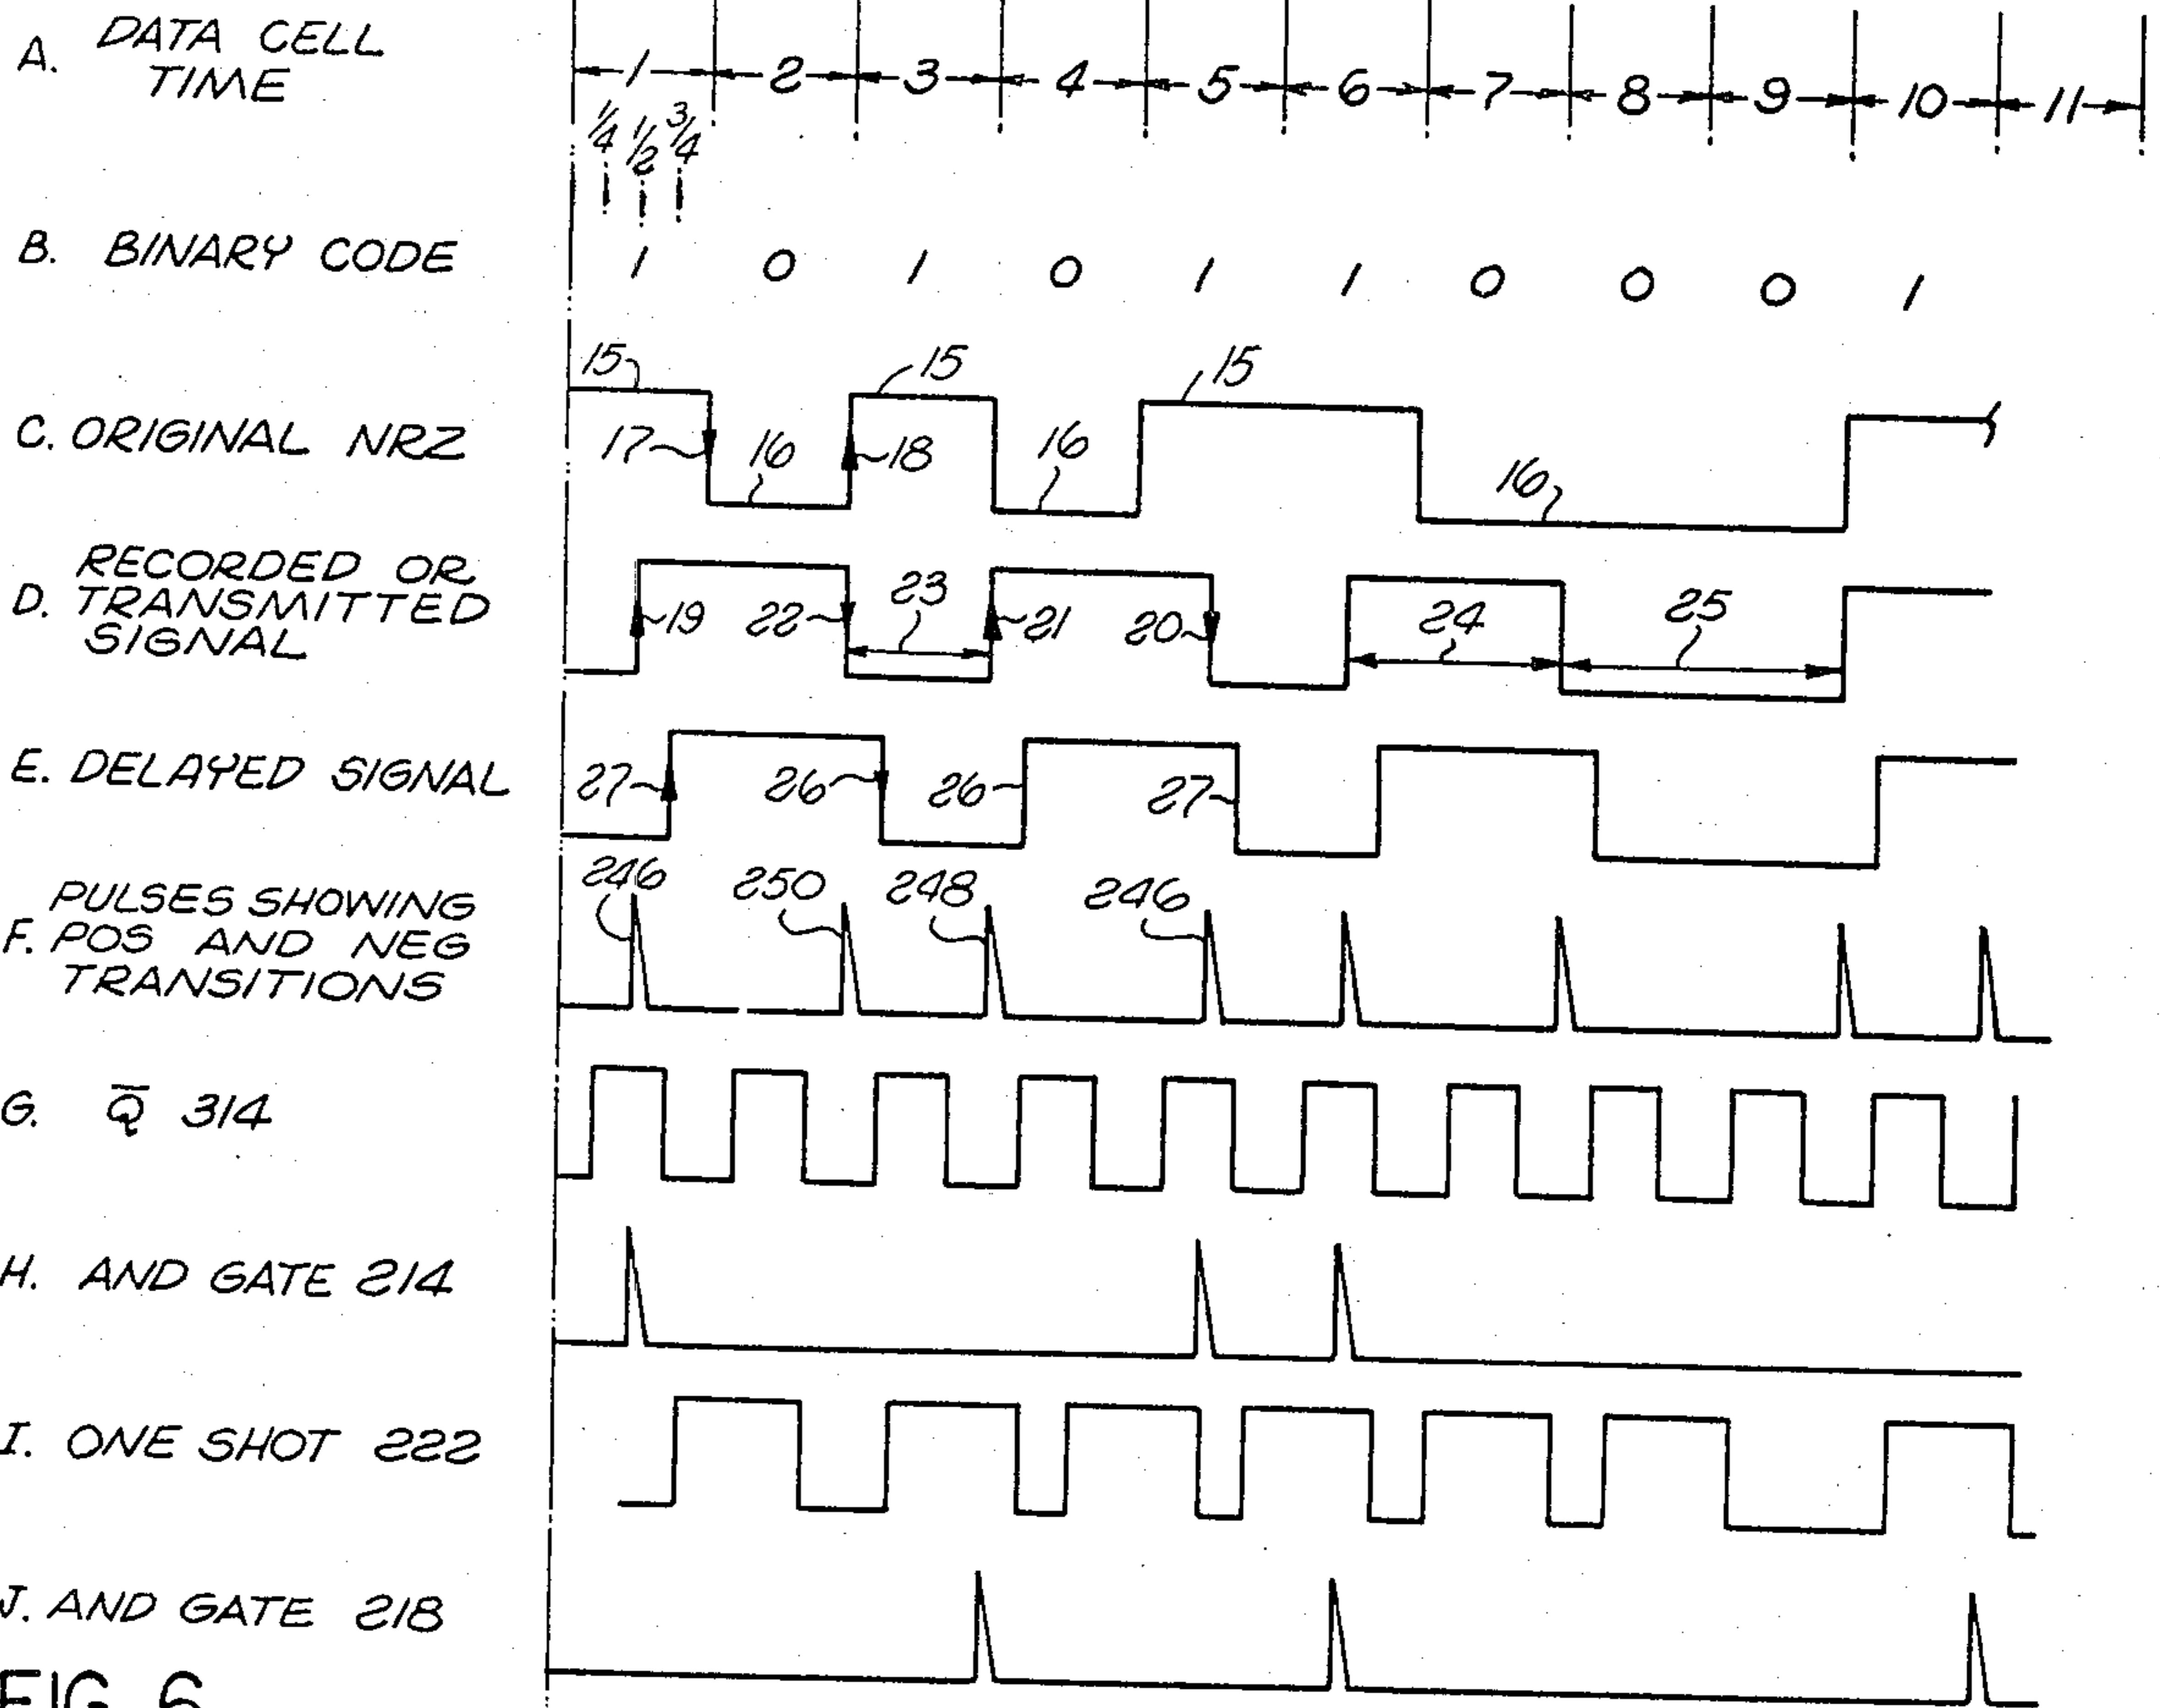 A. DATA CELL
TIME
1 2 3 4 5 6 7 8 9 10 11
1/4 1/2 3/4
B. BINARY CODE 1 0 1 0 1 1 0 0 0 1
15 15 15
C. ORIGINAL NRZ 17 16 18 16 16
RECORDED OR
D. TRANSMITTED 19 22 23 21 20 24 25
SIGNAL
E. DELAYED SIGNAL 27 26 26 27
246 250 248 246
PULSES SHOWING
F. POS AND NEG
TRANSITIONS
G. Q̅ 314
H. AND GATE 214
I. ONE SHOT 222
J. AND GATE 218
FIG. 6